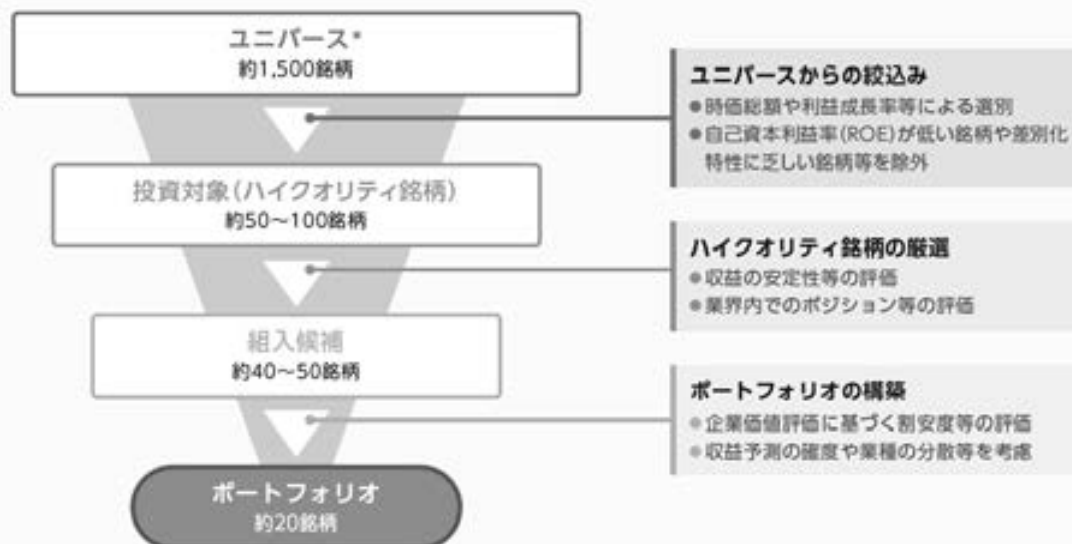 ユニバース*
約1,500銘柄
ユニバースからの絞込み
●時価総額や利益成長率等による選別
●自己資本利益率(ROE)が低い銘柄や差別化
特性に乏しい銘柄等を除外
投資対象(ハイクオリティ銘柄)
約50〜100銘柄
ハイクオリティ銘柄の厳選
●収益の安定性等の評価
●業界内でのポジション等の評価
組入候補
約40〜50銘柄
ポートフォリオの構築
●企業価値評価に基づく割安度等の評価
●収益予測の確度や業種の分散等を考慮
ポートフォリオ
約20銘柄